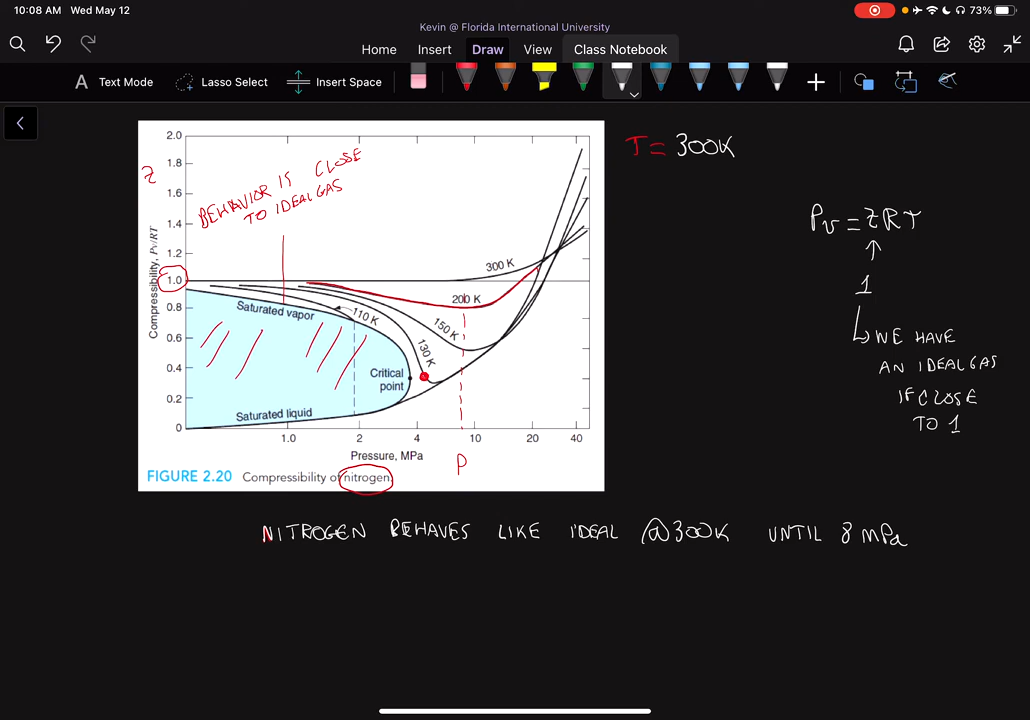 10:08 AM Wed May 12
73%
Kevin @ Florida International University
Home Insert Draw View Class Notebook
Text Mode Lasso Select Insert Space
2.0
Z 1.8
1.6
1.4
1.2
1.0
0.8
0.6
0.4
0.2
0
Compressibility, Pv/RT
BEHAVIOR IS CLOSE
TO IDEAL GAS
300 K
200 K
150 K
130 K
110 K
Saturated vapor
Critical
point
Saturated liquid
1.0 2 4 10 20 40
Pressure, MPa
P
FIGURE 2.20 Compressibility of nitrogen.
T = 300K
Pv = ZRT
1
WE HAVE
AN IDEAL GAS
IF CLOSE
TO 1
NITROGEN BEHAVES LIKE IDEAL @300K UNTIL 8 MPa